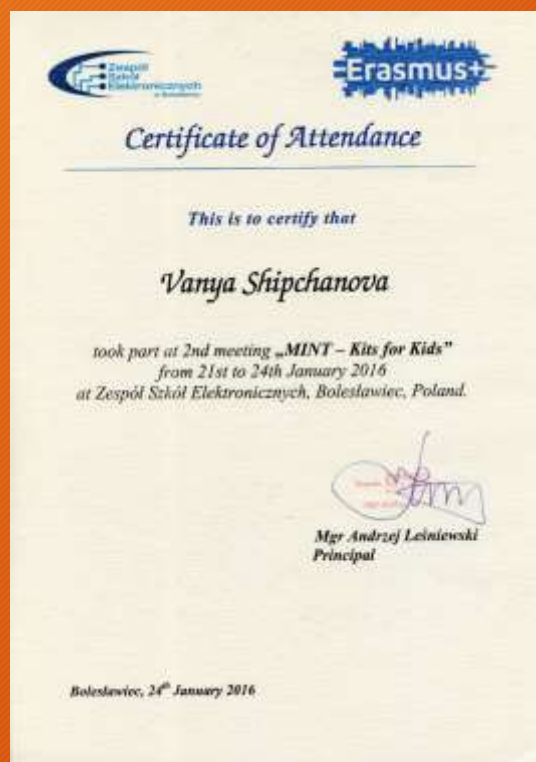 Zespół
Szkół
Elektronicznych
Erasmus+
Certificate of Attendance
This is to certify that
Vanya Shipchanova
took part at 2nd meeting „MINT – Kits for Kids”
from 21st to 24th January 2016
at Zespół Szkół Elektronicznych, Bolesławiec, Poland.
Mgr Andrzej Leśniewski
Principal
Bolesławiec, 24th January 2016